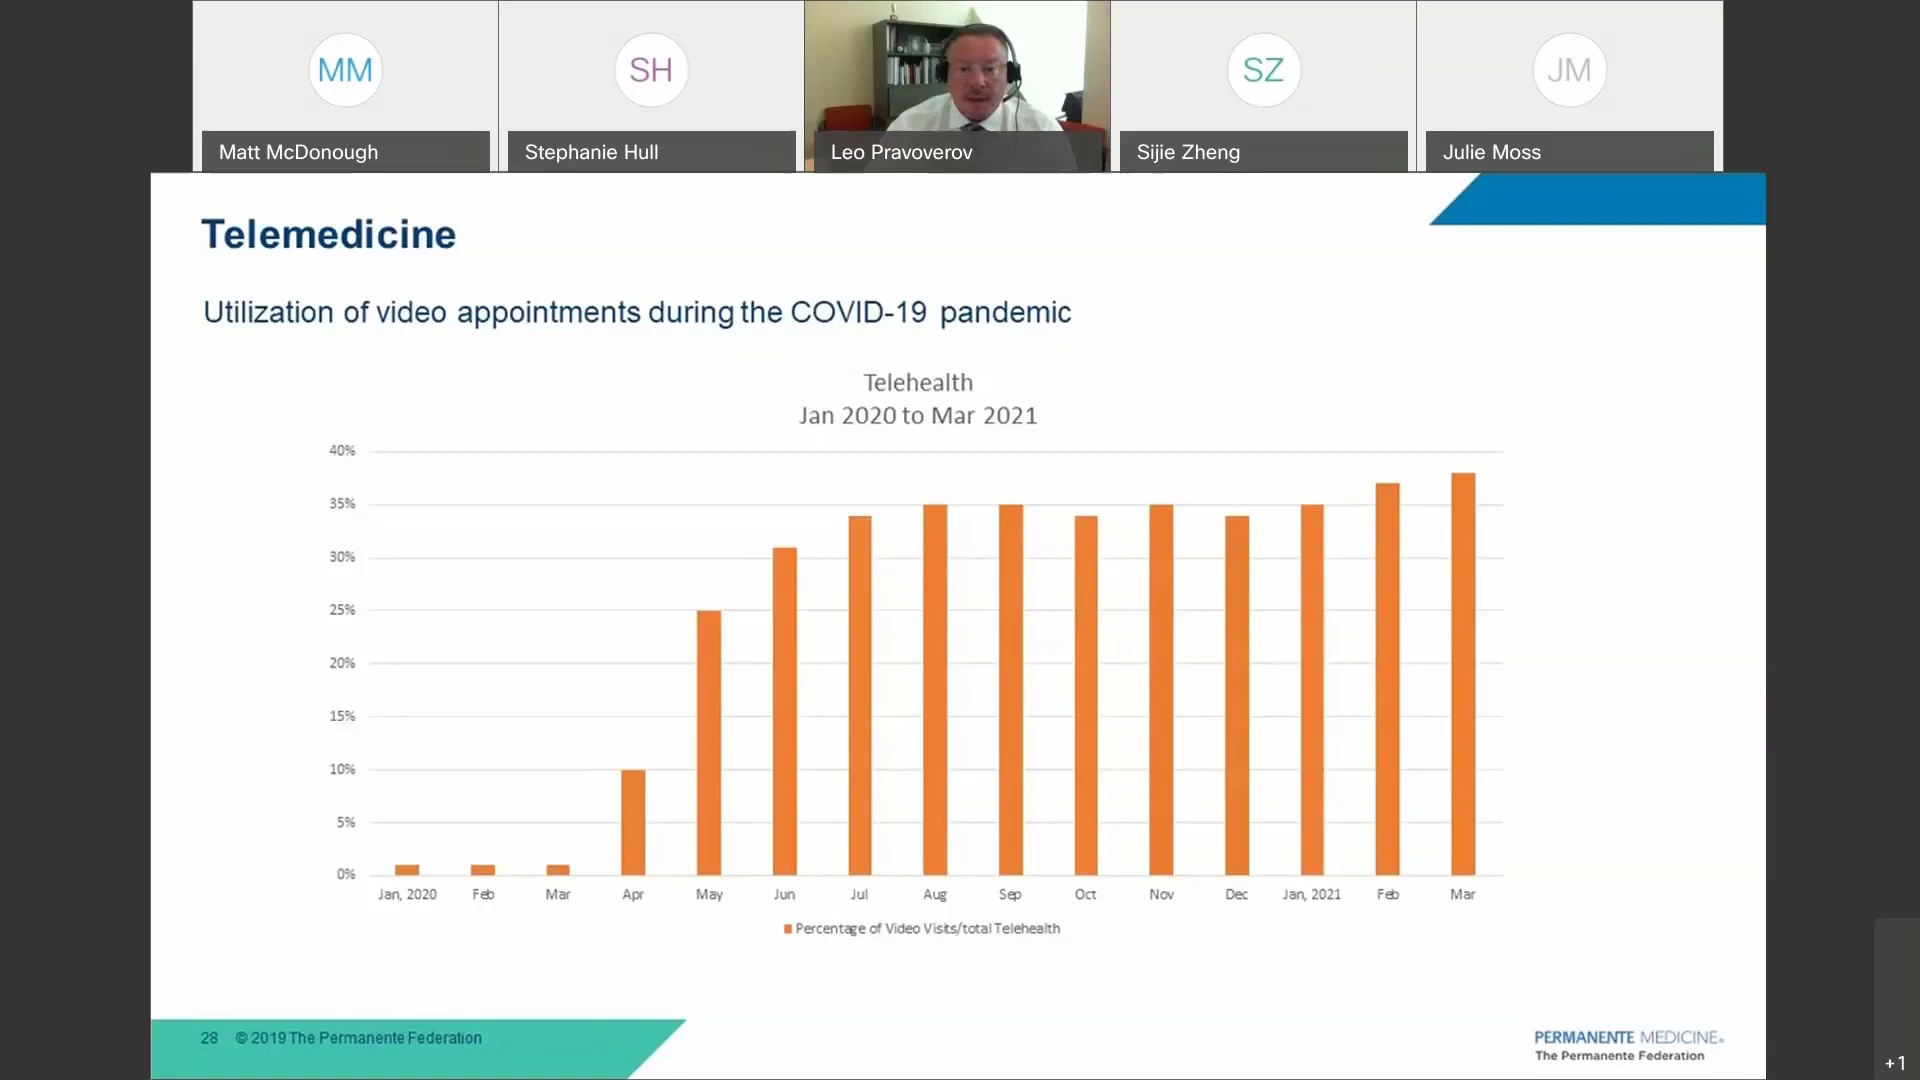 MM
SH
SZ
JM
Matt McDonough
Stephanie Hull
Leo Pravoverov
Sijie Zheng
Julie Moss
Telemedicine
Utilization of video appointments during the COVID-19 pandemic
Telehealth
Jan 2020 to Mar 2021
40%
35%
30%
25%
20%
15%
10%
5%
0%
Jan, 2020 Feb Mar Apr May Jun Jul Aug Sep Oct Nov Dec Jan, 2021 Feb Mar
Percentage of Video Visits/total Telehealth
28 © 2019 The Permanente Federation
PERMANENTE MEDICINE®
The Permanente Federation
+1